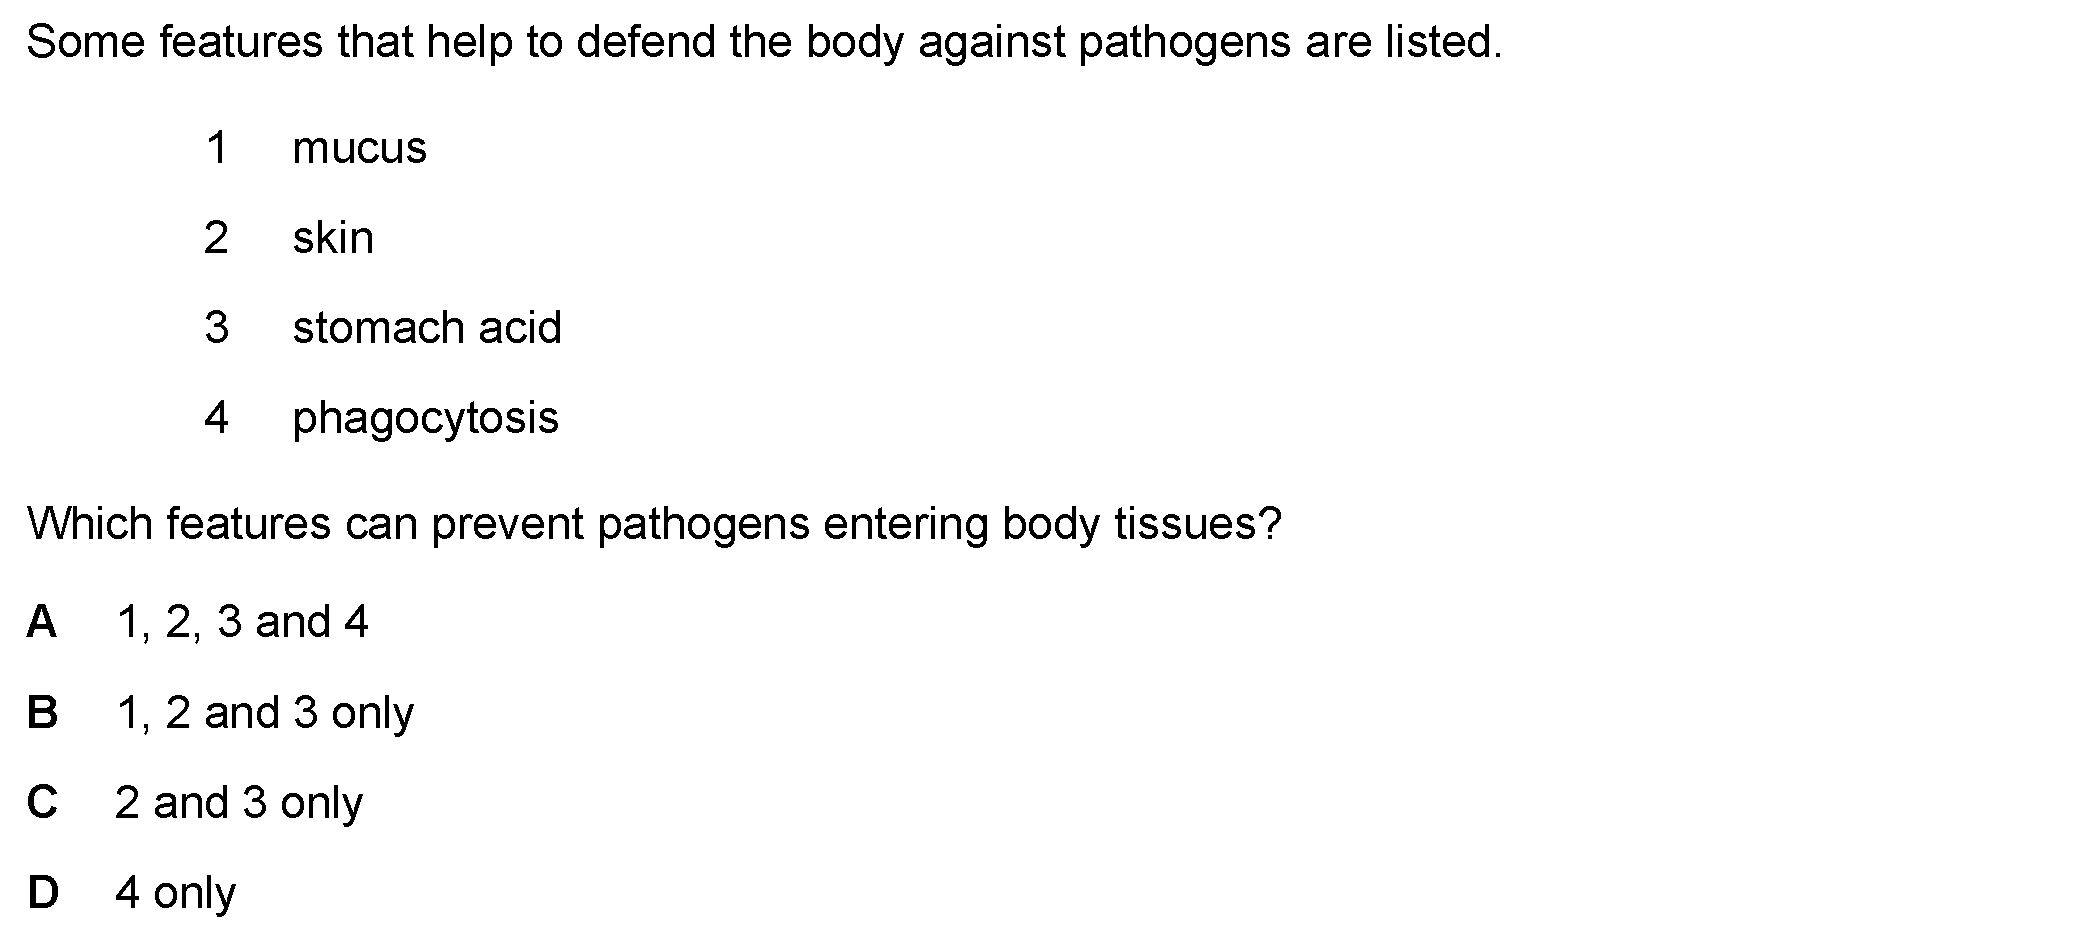 Some features that help to defend the body against pathogens are listed.
1 mucus
2 skin
3 stomach acid
4 phagocytosis
Which features can prevent pathogens entering body tissues?
A 1, 2, 3 and 4
B 1, 2 and 3 only
C 2 and 3 only
D 4 only